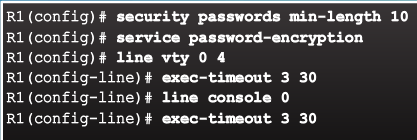 R1(config)# security passwords min-length 10
R1(config)# service password-encryption
R1(config)# line vty 0 4
R1(config-line)# exec-timeout 3 30
R1(config-line)# line console 0
R1(config-line)# exec-timeout 3 30